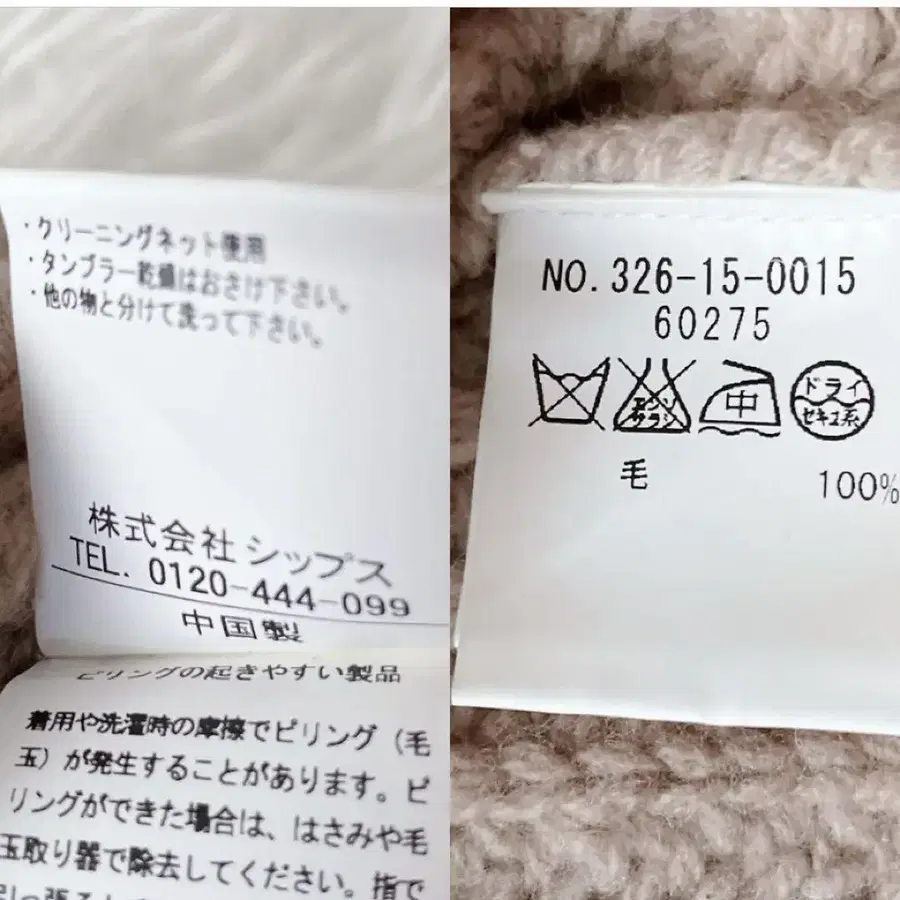 ・クリーニングネット使用
・タンブラー乾燥はおさけ下さい。
・他の物と分けて洗って下さい。
株式会社 シップス
TEL. 0120-444-099
中国製
ピリングの起きやすい製品
着用や洗濯時の摩擦でピリング（毛
玉）が発生することがあります。ピ
リングができた場合は、はさみや毛
玉取り器で除去してください。指で
NO. 326-15-0015
60275
エンソ
サラシ
中
ドライ
セキユ系
毛 100%